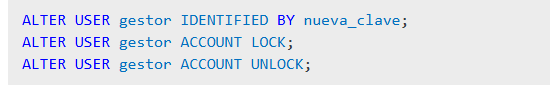 ALTER USER gestor IDENTIFIED BY nueva_clave;
ALTER USER gestor ACCOUNT LOCK;
ALTER USER gestor ACCOUNT UNLOCK;